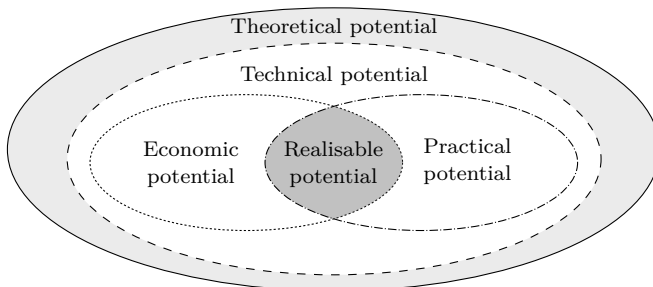 Theoretical potential
Technical potential
Economic
potential
Realisable
potential
Practical
potential